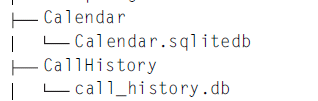 ├── Calendar
│   └── Calendar.sqlitedb
├── CallHistory
│   └── call_history.db